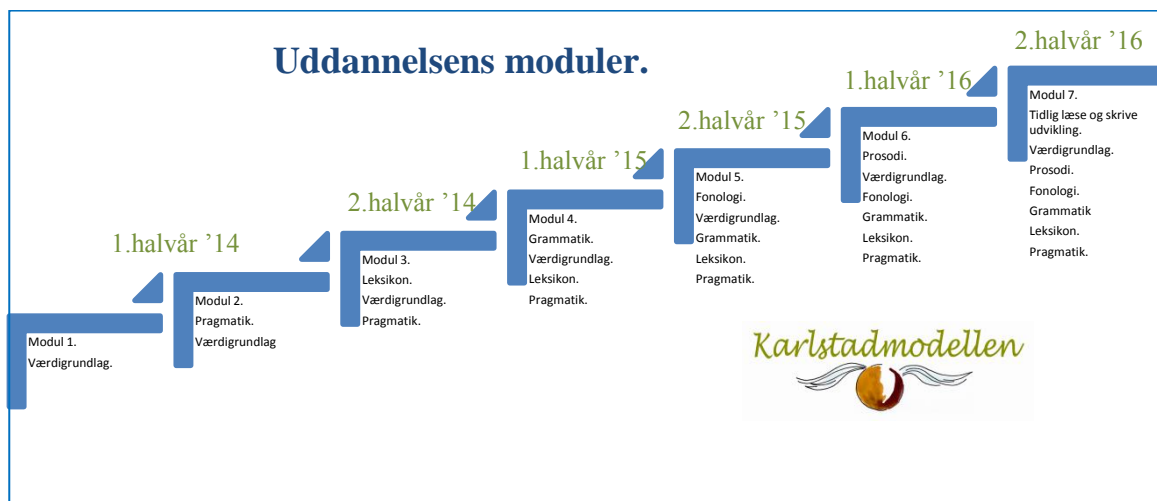 Uddannelsens moduler.
Modul 1.
Værdigrundlag.
1.halvår ’14
Modul 2.
Pragmatik.
Værdigrundlag
2.halvår ’14
Modul 3.
Leksikon.
Værdigrundlag.
Pragmatik.
1.halvår ’15
Modul 4.
Grammatik.
Værdigrundlag.
Leksikon.
Pragmatik.
2.halvår ’15
Modul 5.
Fonologi.
Værdigrundlag.
Grammatik.
Leksikon.
Pragmatik.
1.halvår ’16
Modul 6.
Prosodi.
Værdigrundlag.
Fonologi.
Grammatik.
Leksikon.
Pragmatik.
2.halvår ’16
Modul 7.
Tidlig læse og skrive
udvikling.
Værdigrundlag.
Prosodi.
Fonologi.
Grammatik
Leksikon.
Pragmatik.
Karlstadmodellen